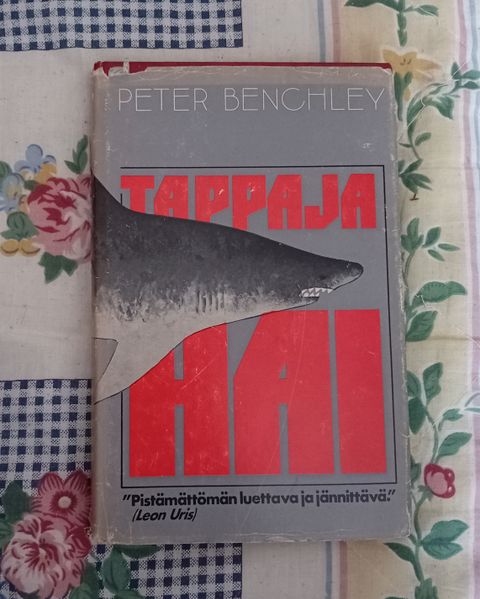 PETER BENCHLEY
TAPPAJA
HAI
"Pistämättömän luettava ja jännittävä."
(Leon Uris)